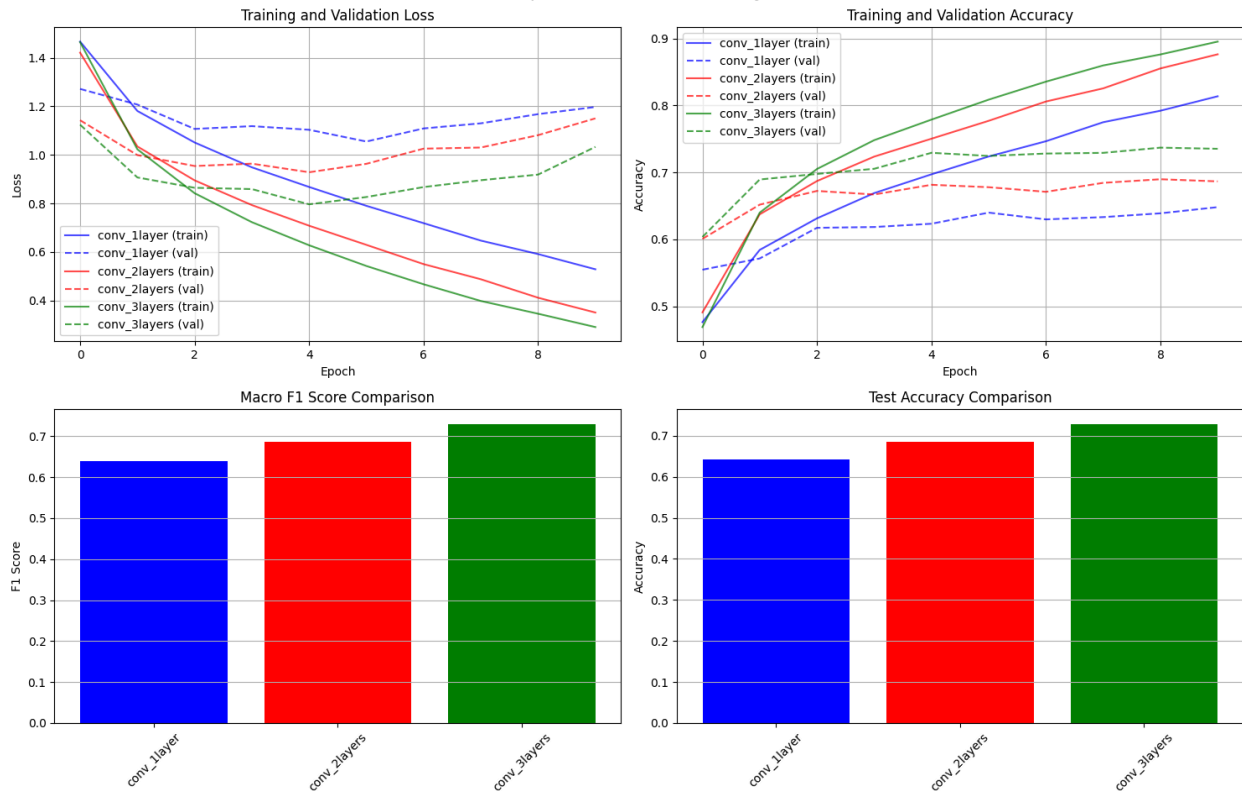 Training and Validation Loss
1.4
1.2
1.0
0.8
0.6
0.4
Loss
conv_1layer (train)
conv_1layer (val)
conv_2layers (train)
conv_2layers (val)
conv_3layers (train)
conv_3layers (val)
0 2 4 6 8
Epoch
Training and Validation Accuracy
0.9
0.8
0.7
0.6
0.5
Accuracy
conv_1layer (train)
conv_1layer (val)
conv_2layers (train)
conv_2layers (val)
conv_3layers (train)
conv_3layers (val)
0 2 4 6 8
Epoch
Macro F1 Score Comparison
0.7
0.6
0.5
0.4
0.3
0.2
0.1
0.0
F1 Score
conv_1layer
conv_2layers
conv_3layers
Test Accuracy Comparison
0.7
0.6
0.5
0.4
0.3
0.2
0.1
0.0
Accuracy
conv_1layer
conv_2layers
conv_3layers